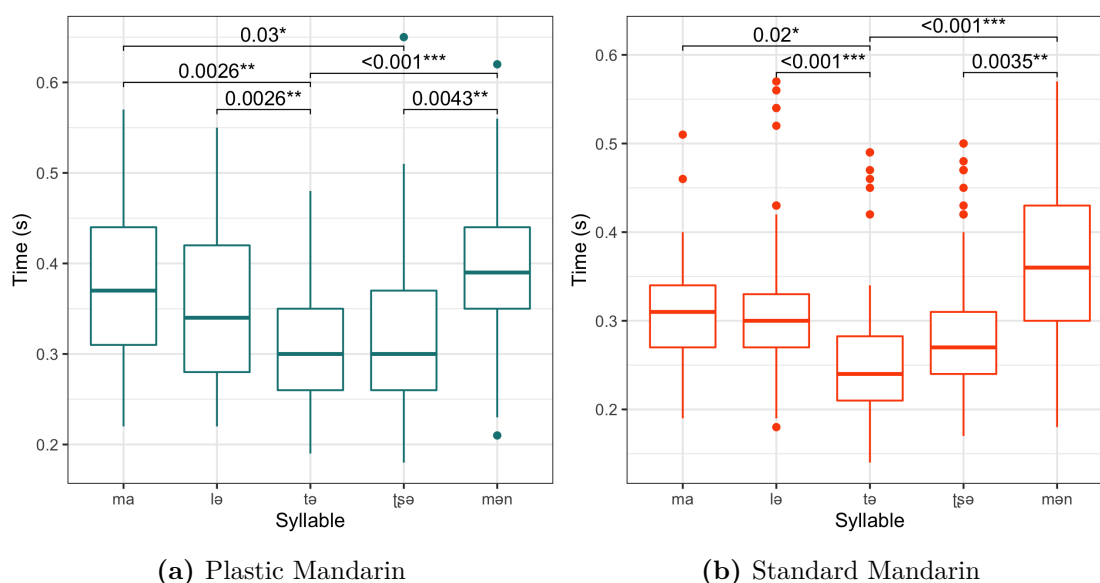 0.03*
0.0026**
<0.001***
0.0026**
0.0043**
0.6
0.5
0.4
0.3
0.2
Time (s)
ma
lə
tə
ʈʂə
mən
Syllable
(a) Plastic Mandarin
<0.001***
0.02*
<0.001***
0.0035**
0.6
0.5
0.4
0.3
0.2
Time (s)
ma
lə
tə
ʈʂə
mən
Syllable
(b) Standard Mandarin